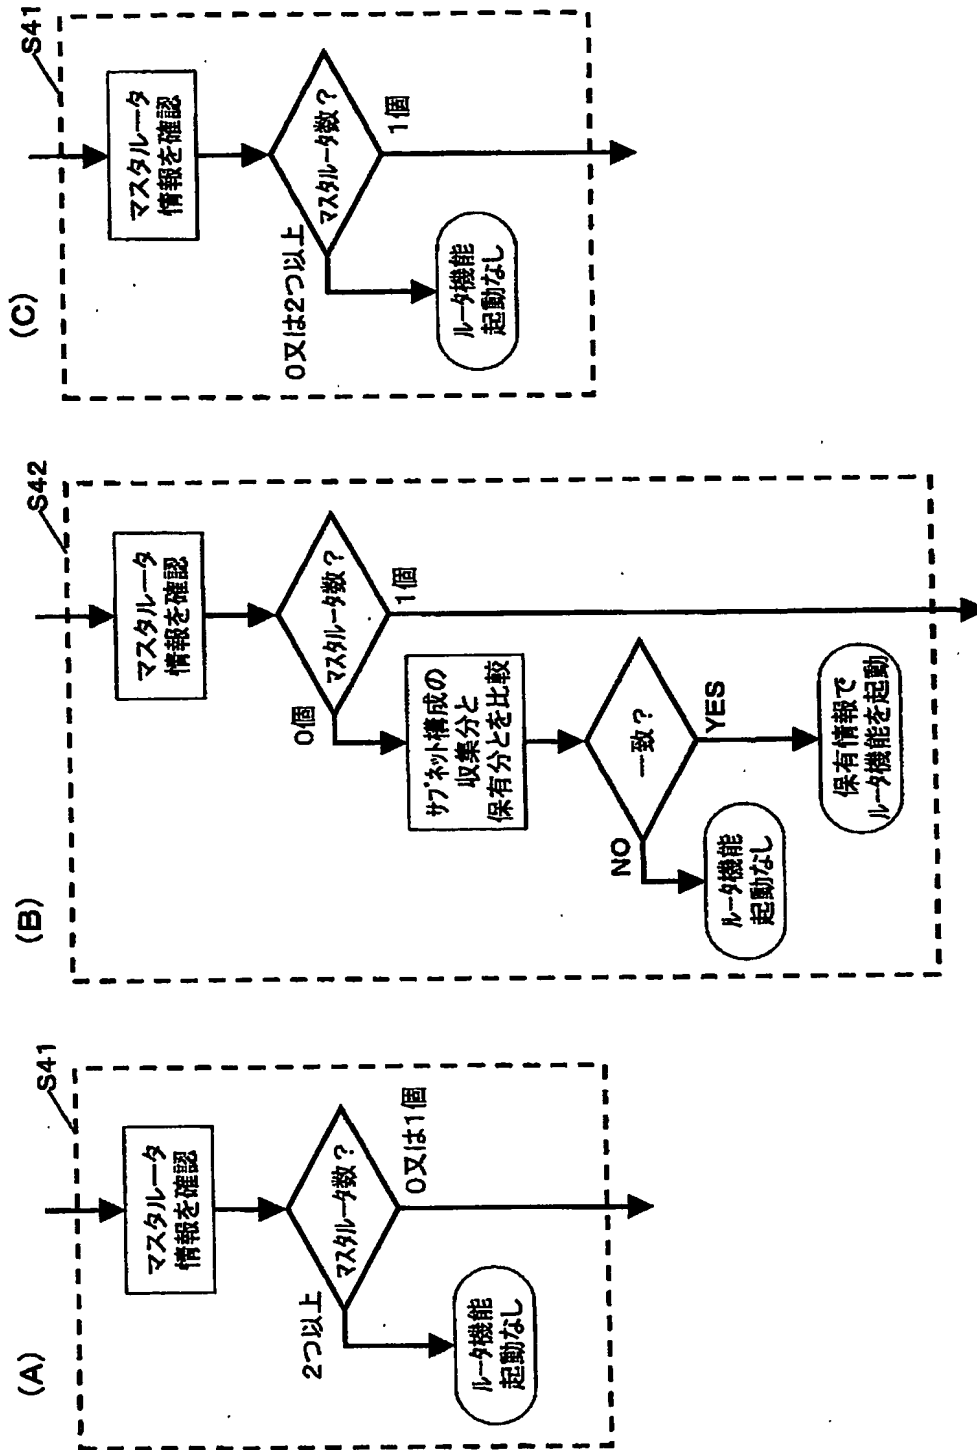 (A)
S41
マスタルータ
情報を確認
マスタルータ数?
2つ以上
0又は1個
ルータ機能
起動なし
(B)
S42
マスタルータ
情報を確認
マスタルータ数?
0個
1個
サブネット構成の
収集分と
保有分とを比較
一致?
NO
YES
ルータ機能
起動なし
保有情報で
ルータ機能を起動
(C)
S41
マスタルータ
情報を確認
マスタルータ数?
0又は2つ以上
1個
ルータ機能
起動なし